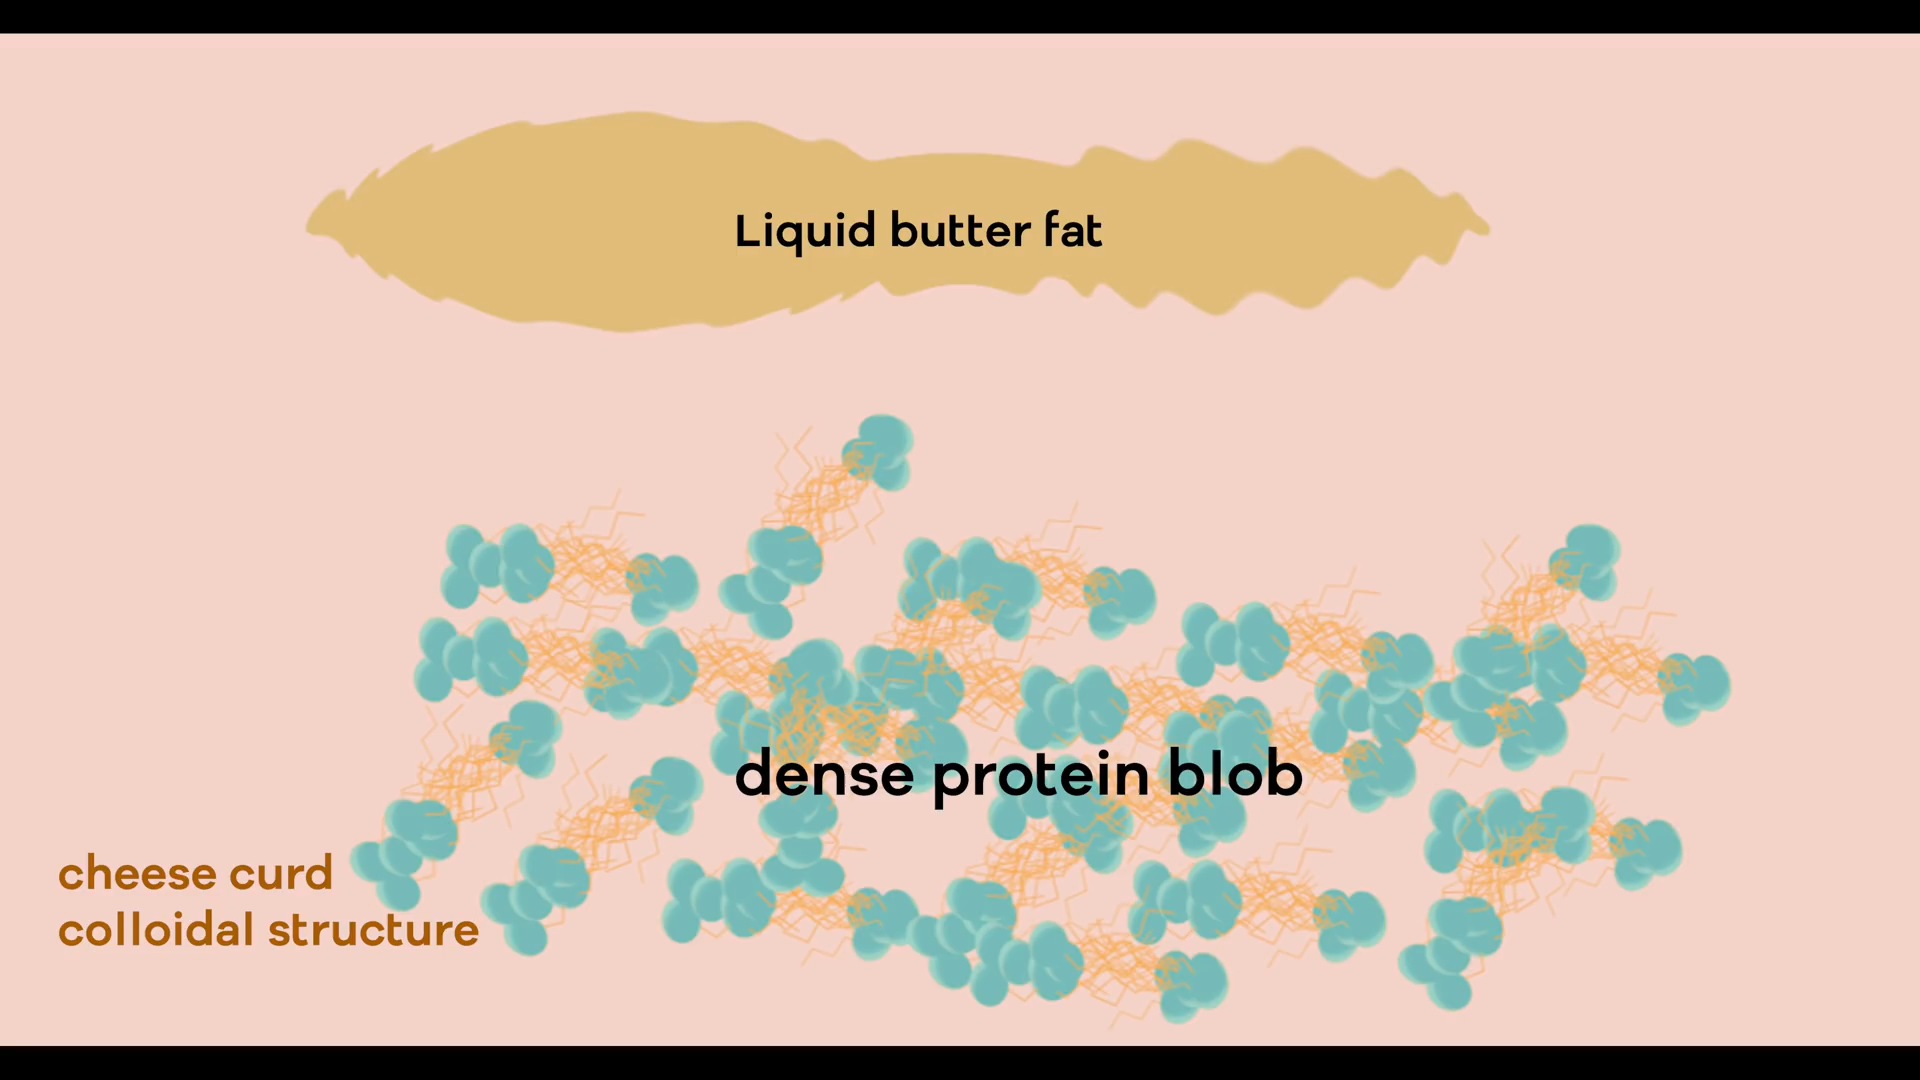 Liquid butter fat
dense protein blob
cheese curd
colloidal structure